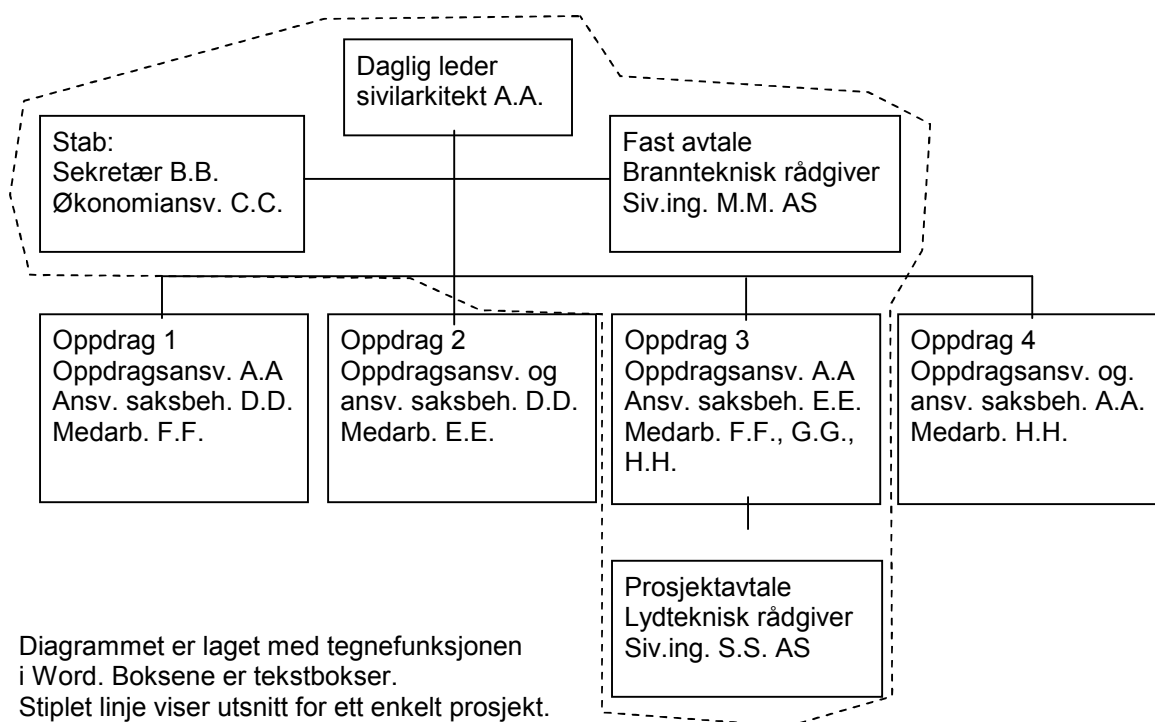 Daglig leder
sivilarkitekt A.A.
Stab:
Sekretær B.B.
Økonomiansv. C.C.
Fast avtale
Brannteknisk rådgiver
Siv.ing. M.M. AS
Oppdrag 1
Oppdragsansv. A.A
Ansv. saksbeh. D.D.
Medarb. F.F.
Oppdrag 2
Oppdragsansv. og
ansv. saksbeh. D.D.
Medarb. E.E.
Oppdrag 3
Oppdragsansv. A.A
Ansv. saksbeh. E.E.
Medarb. F.F., G.G.,
H.H.
Oppdrag 4
Oppdragsansv. og.
ansv. saksbeh. A.A.
Medarb. H.H.
Prosjektavtale
Lydteknisk rådgiver
Siv.ing. S.S. AS
Diagrammet er laget med tegnefunksjonen
i Word. Boksene er tekstbokser.
Stiplet linje viser utsnitt for ett enkelt prosjekt.